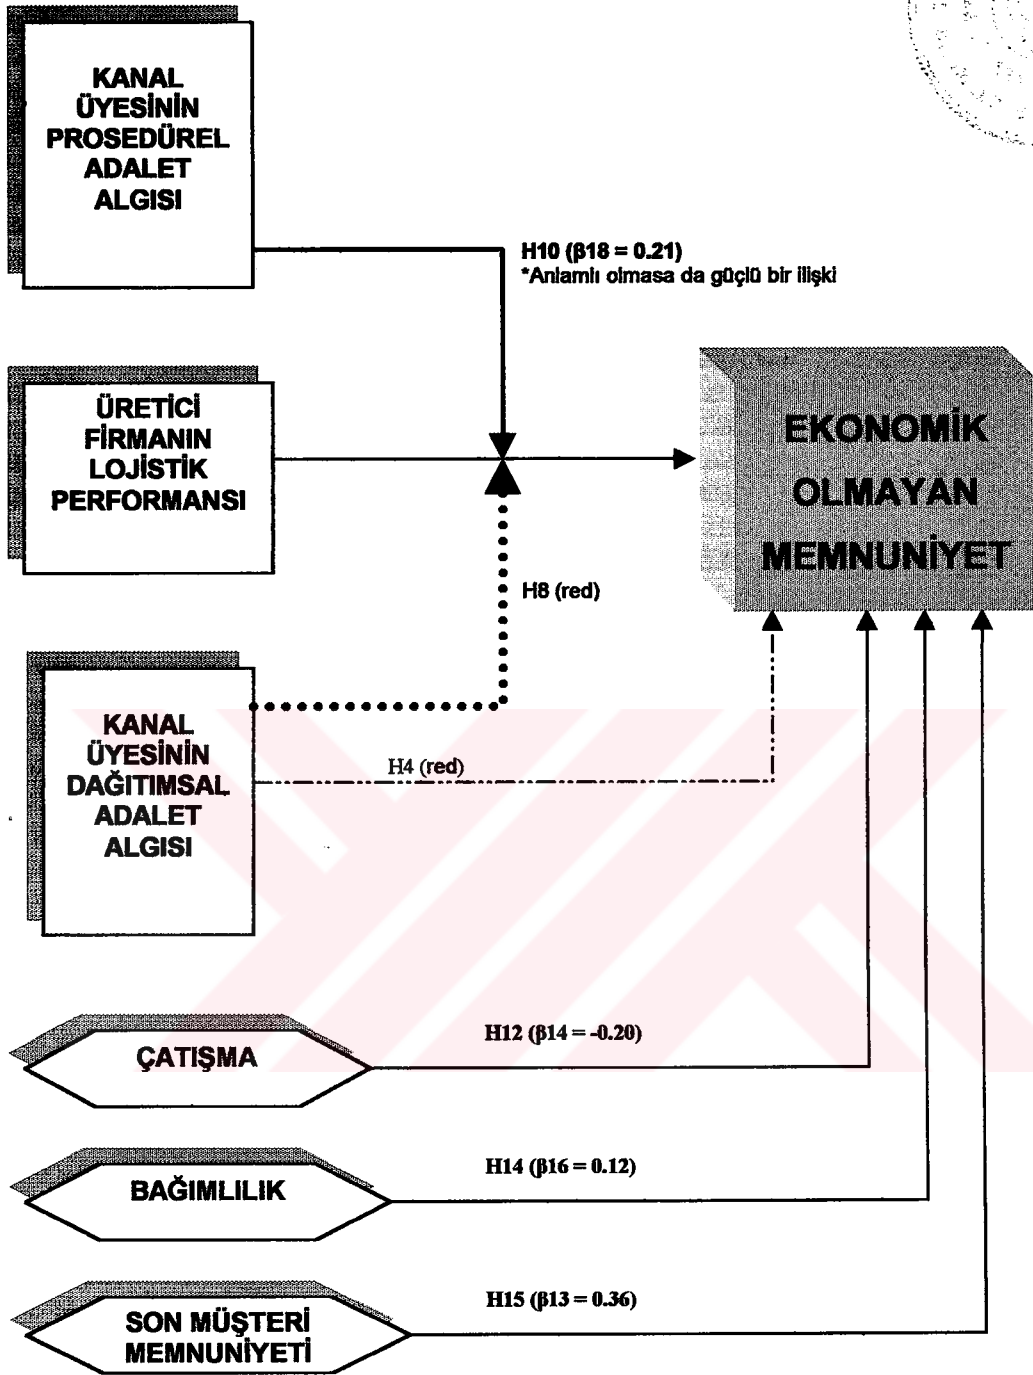 KANAL
ÜYESİNİN
PROSEDÜREL
ADALET
ALGISI
H10 (β18 = 0.21)
*Anlamlı olmasa da güçlü bir ilişki
ÜRETİCİ
FİRMANIN
LOJİSTİK
PERFORMANSI
EKONOMİK
OLMAYAN
MEMNUNİYET
H8 (red)
KANAL
ÜYESİNİN
DAĞITIMSAL
ADALET
ALGISI
H4 (red)
ÇATIŞMA
H12 (β14 = -0.20)
BAĞIMLILIK
H14 (β16 = 0.12)
SON MÜŞTERİ
MEMNUNİYETİ
H15 (β13 = 0.36)